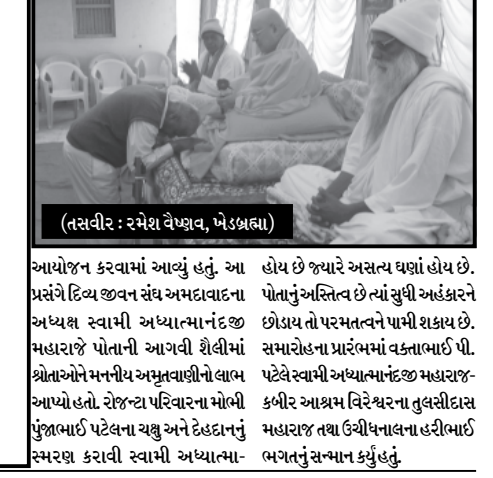 (તસવીર : રમેશ વૈષ્ણવ, ખેડબ્રહ્મા)
આયોજન કરવામાં આવ્યું હતું. આ
પ્રસંગે દિવ્ય જીવન સંઘ અમદાવાદના
અધ્યક્ષ સ્વામી અધ્યાત્માનંદજી
મહારાજે પોતાની આગવી શૈલીમાં
શ્રોતાઓને મનનીય અમૃતવાણીનો લાભ
આપ્યો હતો. રોજન્ટા પરિવારના મોભી
પુંજાભાઈ પટેલના ચક્ષુ અને દેહદાનનું
સ્મરણ કરાવી સ્વામી અધ્યાત્મા-
હોય છે જ્યારે અસત્ય ઘણાં હોય છે.
પોતાનું અસ્તિત્વ છે ત્યાં સુધી અહંકારને
છોડાય તો પરમતત્વને પામી શકાય છે.
સમારોહના પ્રારંભમાં વક્તાભાઈ પી.
પટેલે સ્વામી અધ્યાત્માનંદજી મહારાજ-
કબીર આશ્રમ વિરેશ્વરના તુલસીદાસ
મહારાજ તથા ઉચીધનાલના હરીભાઈ
ભગતનું સન્માન કર્યું હતું.